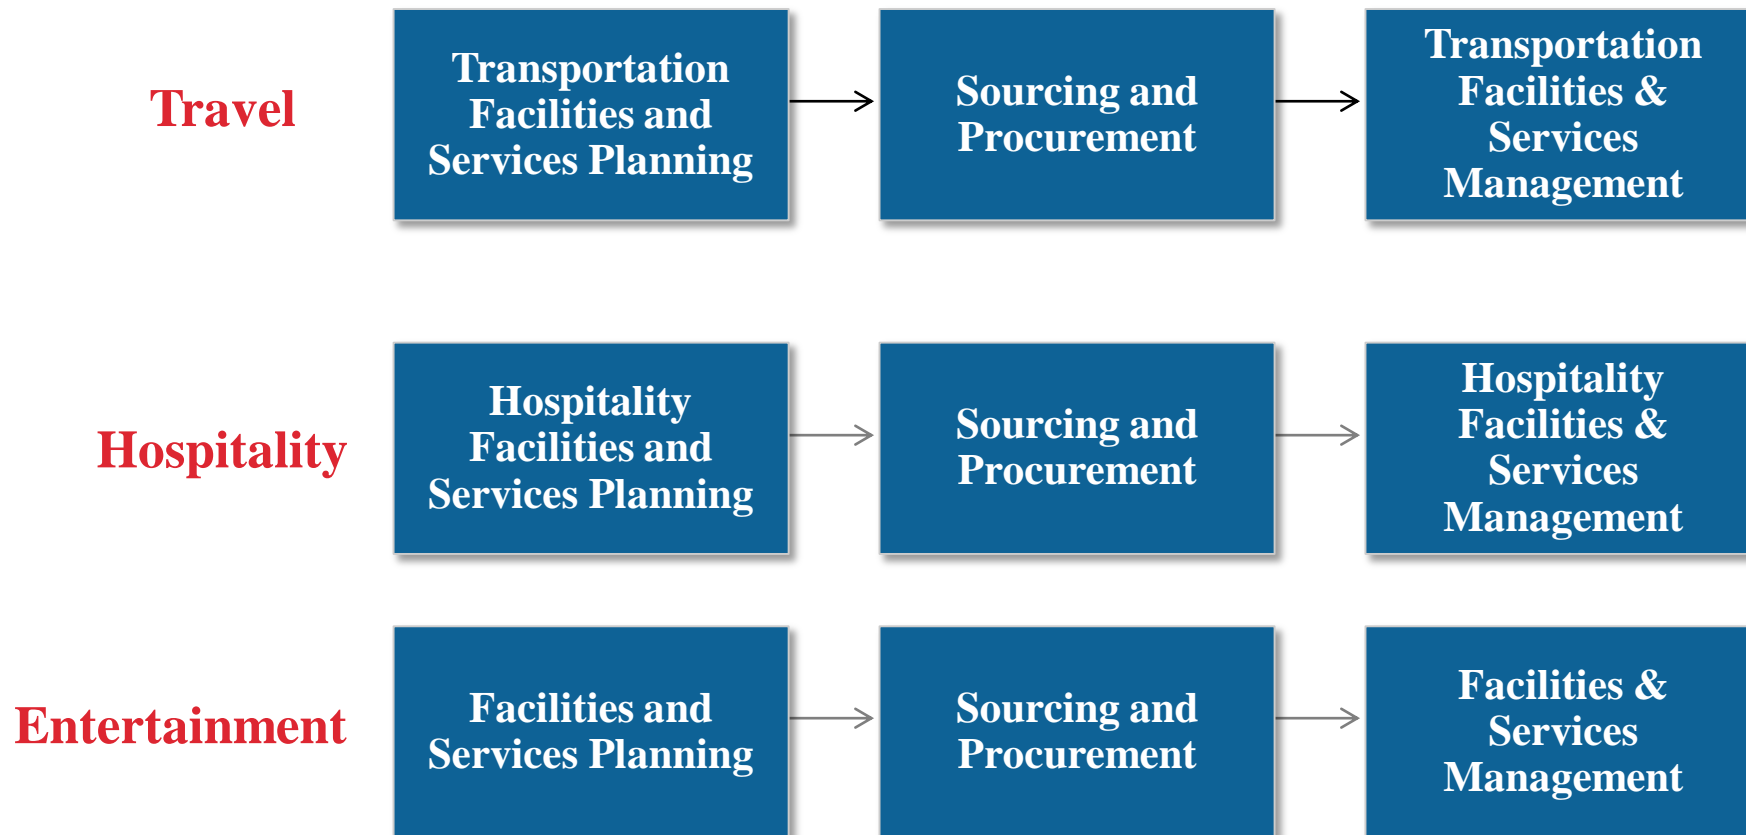 Travel
Transportation
Facilities and
Services Planning
Sourcing and
Procurement
Transportation
Facilities &
Services
Management
Hospitality
Hospitality
Facilities and
Services Planning
Sourcing and
Procurement
Hospitality
Facilities &
Services
Management
Entertainment
Facilities and
Services Planning
Sourcing and
Procurement
Facilities &
Services
Management